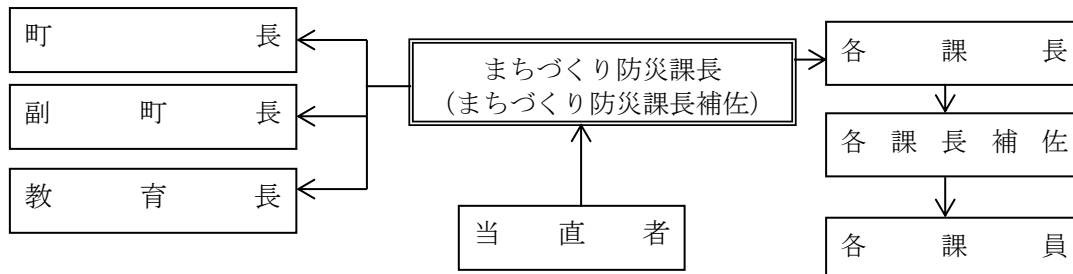 町長
副町長
教育長
まちづくり防災課長
（まちづくり防災課長補佐）
当直者
各課長
各課長補佐
各課員